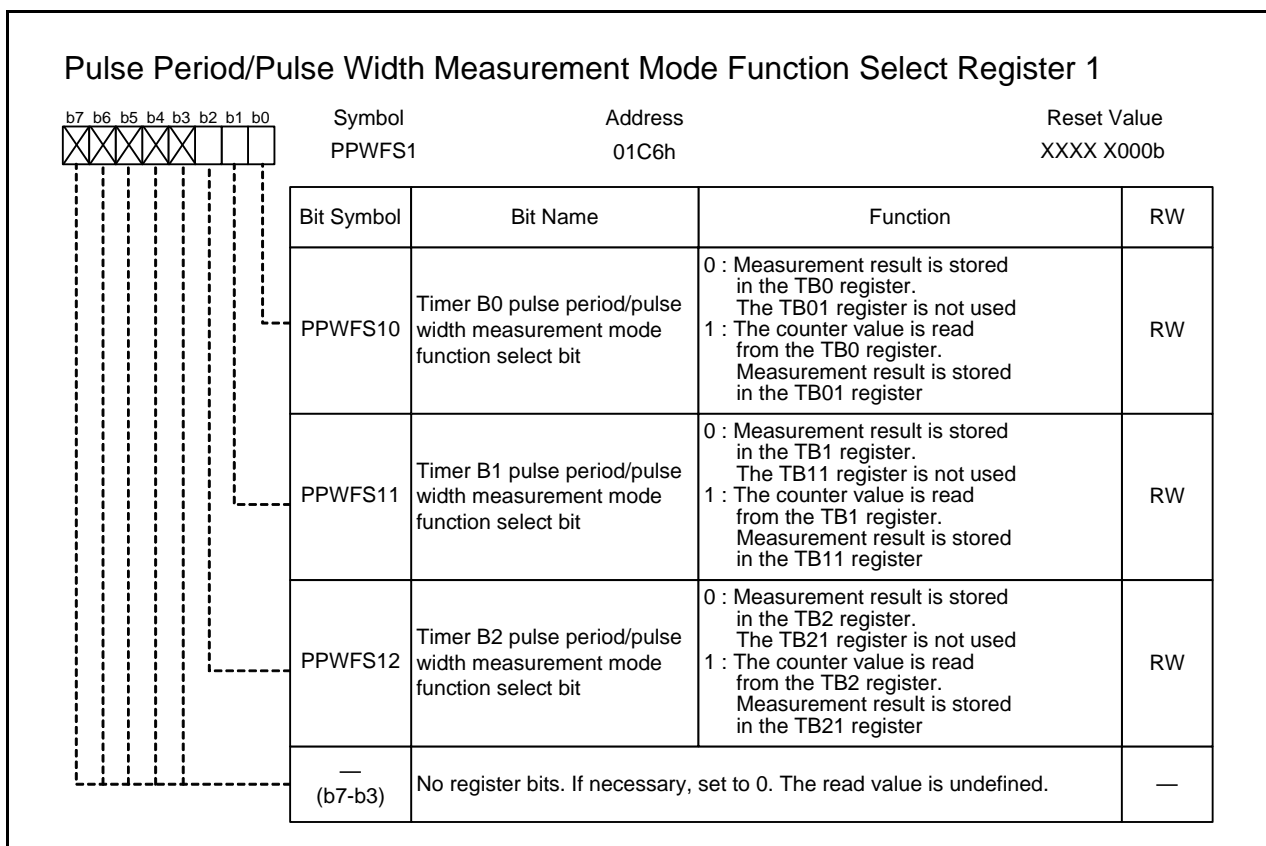 Pulse Period/Pulse Width Measurement Mode Function Select Register 1
b7 b6 b5 b4 b3 b2 b1 b0
Symbol Address Reset Value
PPWFS1 01C6h XXXX X000b
Bit Symbol Bit Name Function RW
PPWFS10
Timer B0 pulse period/pulse
width measurement mode
function select bit
0 : Measurement result is stored
in the TB0 register.
The TB01 register is not used
1 : The counter value is read
from the TB0 register.
Measurement result is stored
in the TB01 register
RW
PPWFS11
Timer B1 pulse period/pulse
width measurement mode
function select bit
0 : Measurement result is stored
in the TB1 register.
The TB11 register is not used
1 : The counter value is read
from the TB1 register.
Measurement result is stored
in the TB11 register
RW
PPWFS12
Timer B2 pulse period/pulse
width measurement mode
function select bit
0 : Measurement result is stored
in the TB2 register.
The TB21 register is not used
1 : The counter value is read
from the TB2 register.
Measurement result is stored
in the TB21 register
RW
—
(b7-b3)
No register bits. If necessary, set to 0. The read value is undefined.
—